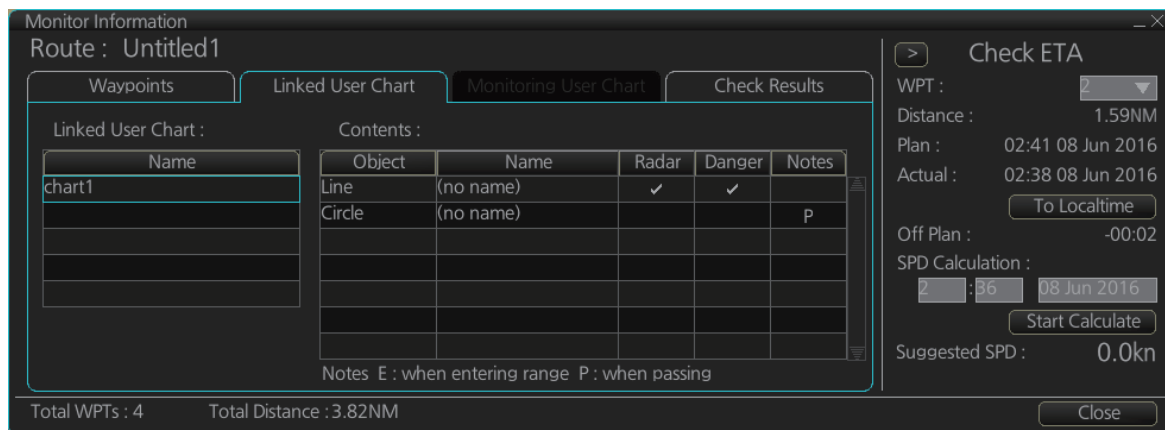 Monitor Information
Route : Untitled1
Waypoints Linked User Chart Monitoring User Chart Check Results
Linked User Chart : Contents :
Name Object Name Radar Danger Notes
chart1 Line (no name) ✓ ✓
Circle (no name) P
Notes E : when entering range P : when passing
> Check ETA
WPT : 2
Distance : 1.59NM
Plan : 02:41 08 Jun 2016
Actual : 02:38 08 Jun 2016
To Localtime
Off Plan : -00:02
SPD Calculation :
2 :36 08 Jun 2016
Start Calculate
Suggested SPD : 0.0kn
Total WPTs : 4 Total Distance :3.82NM Close